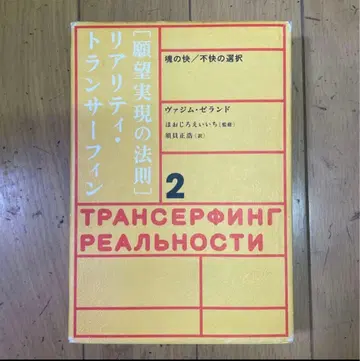 [願望実現の法則]
リアリティ・
トランサーフィン
魂の快/不快の選択
ヴァジム・ゼランド
ほおじろえいいち[監修]
須貝正浩[訳]
2
ТРАНСЕРФИНГ
РЕАЛЬНОСТИ